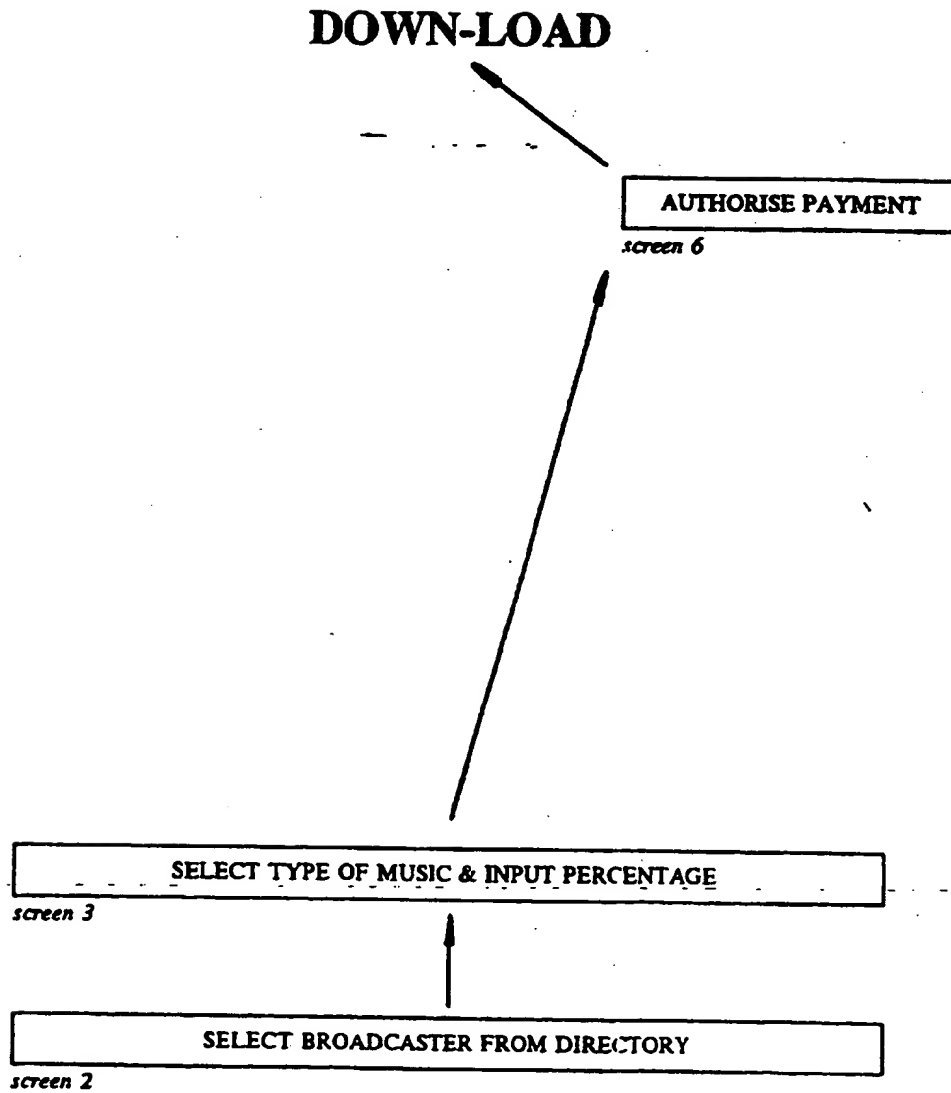 DOWN-LOAD
AUTHORISE PAYMENT
screen 6
SELECT TYPE OF MUSIC & INPUT PERCENTAGE
screen 3
SELECT BROADCASTER FROM DIRECTORY
screen 2